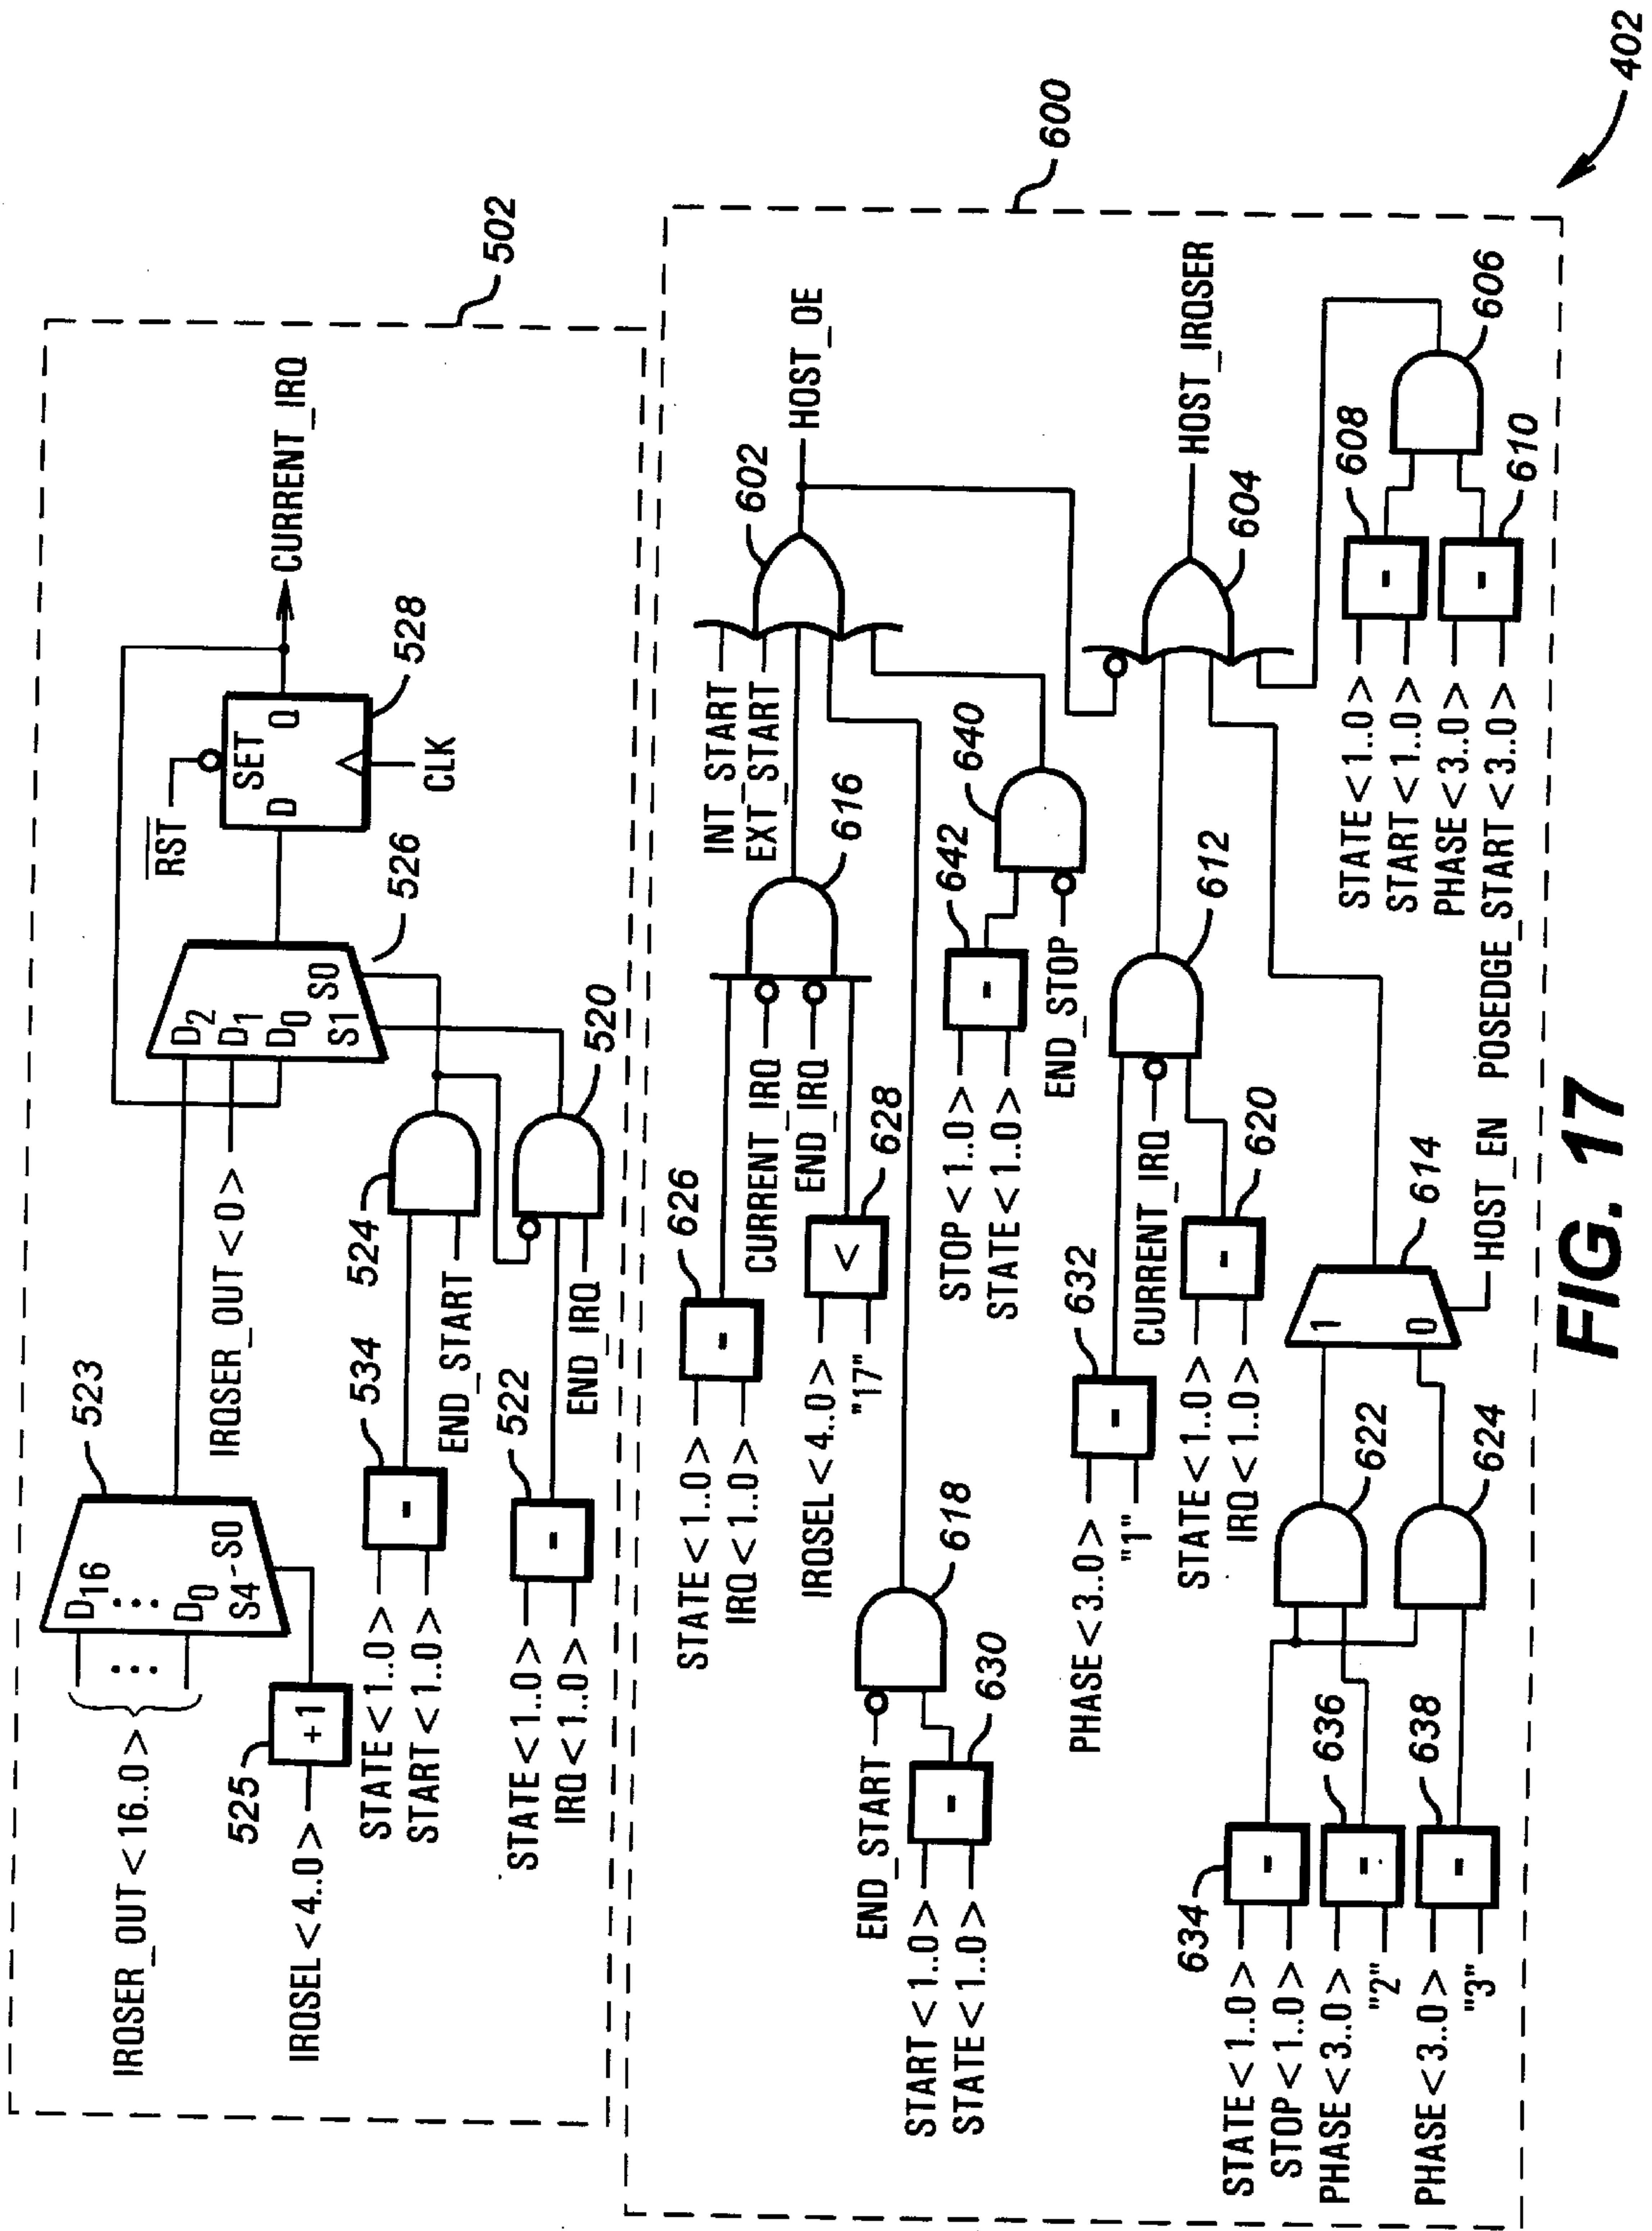 502
523
IRQSER_OUT<16..0>
D16
D0
S4-S0
525
+1
IRQSEL<4..0>
IRQSER_OUT<0>
D2
D1
D0
S1
S0
526
RST
SET
D
Q
528
CLK
CURRENT_IRQ
534
=
STATE<1..0>
START<1..0>
END_START
524
522
=
STATE<1..0>
IRQ<1..0>
END_IRQ
520
600
626
=
STATE<1..0>
IRQ<1..0>
CURRENT_IRQ
END_IRQ
628
<
IRQSEL<4..0>
"17"
616
INT_START
EXT_START
602
HOST_OE
618
END_START
630
=
START<1..0>
STATE<1..0>
642
=
STOP<1..0>
STATE<1..0>
END_STOP
640
632
=
PHASE<3..0>
"1"
CURRENT_IRQ
620
=
STATE<1..0>
IRQ<1..0>
612
604
HOST_IRQSER
634
=
STATE<1..0>
STOP<1..0>
636
=
PHASE<3..0>
"2"
638
=
PHASE<3..0>
"3"
622
624
1
0
614
HOST_EN
608
=
STATE<1..0>
START<1..0>
610
=
PHASE<3..0>
POSEDGE_START<3..0>
606
402
FIG. 17